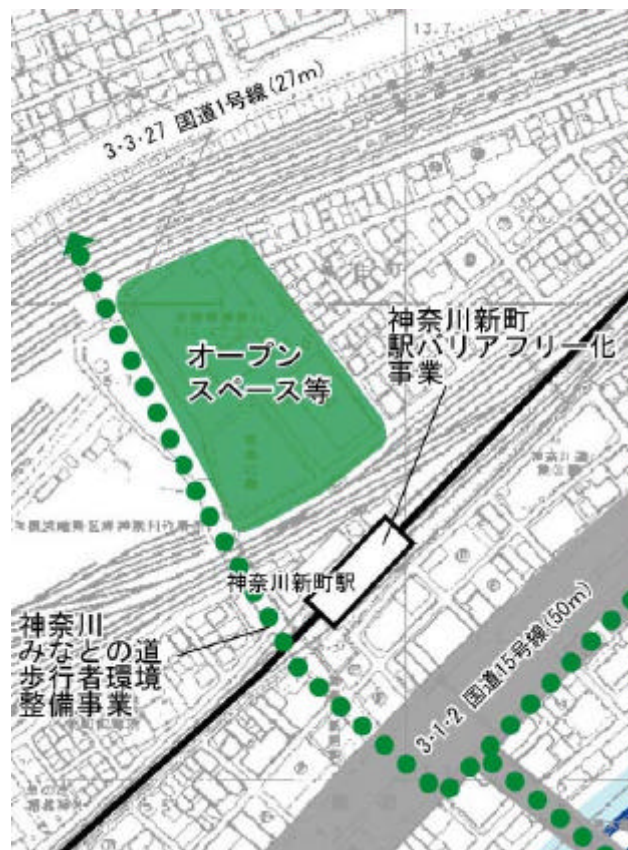 13.7
3・3・27 国道1号線(27m)
オープン
スペース等
神奈川新町
駅バリアフリー化
事業
神奈川新町駅
神奈川
みなとの道
歩行者環境
整備事業
3・1・2 国道15号線(50m)